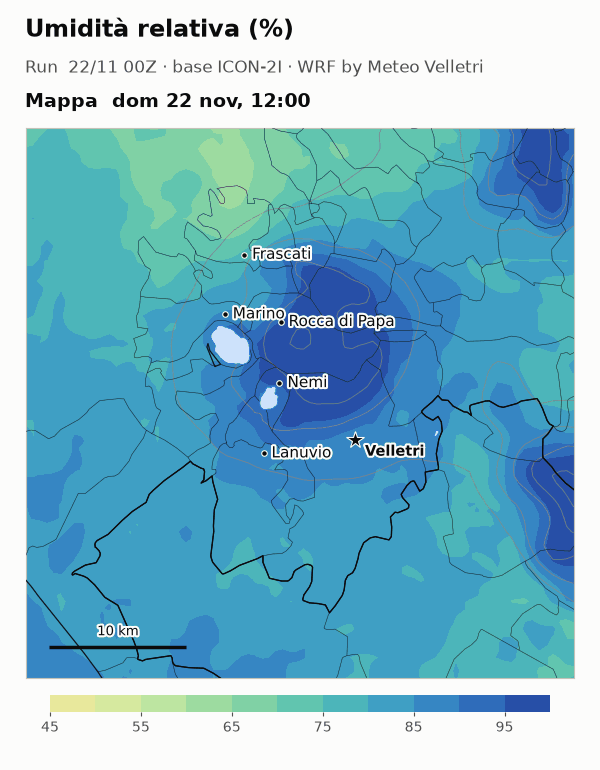 Umidità relativa (%)
Run  22/11 00Z · base ICON-2I · WRF by Meteo Velletri
Mappa  dom 22 nov, 12:00
Frascati
Marino
Rocca di Papa
Nemi
Velletri
Lanuvio
10 km
45 55 65 75 85 95